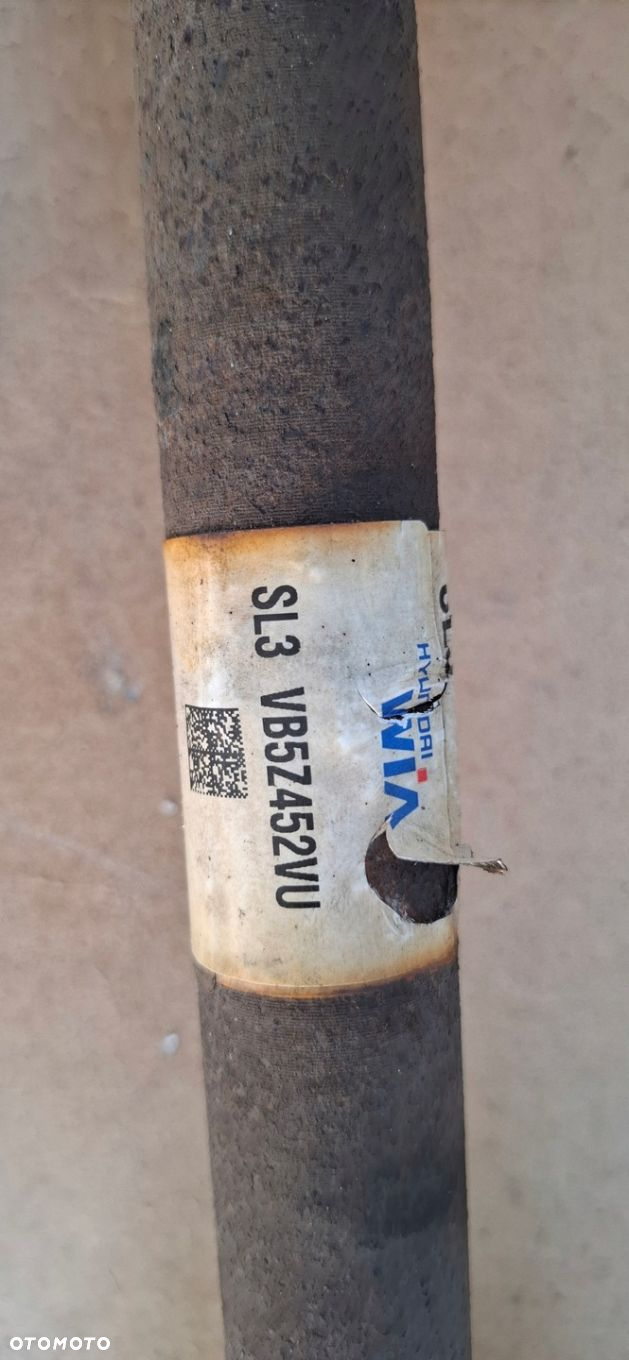 HYUNDAI
WIA
SL3 VB5Z452VU
OTOMOTO